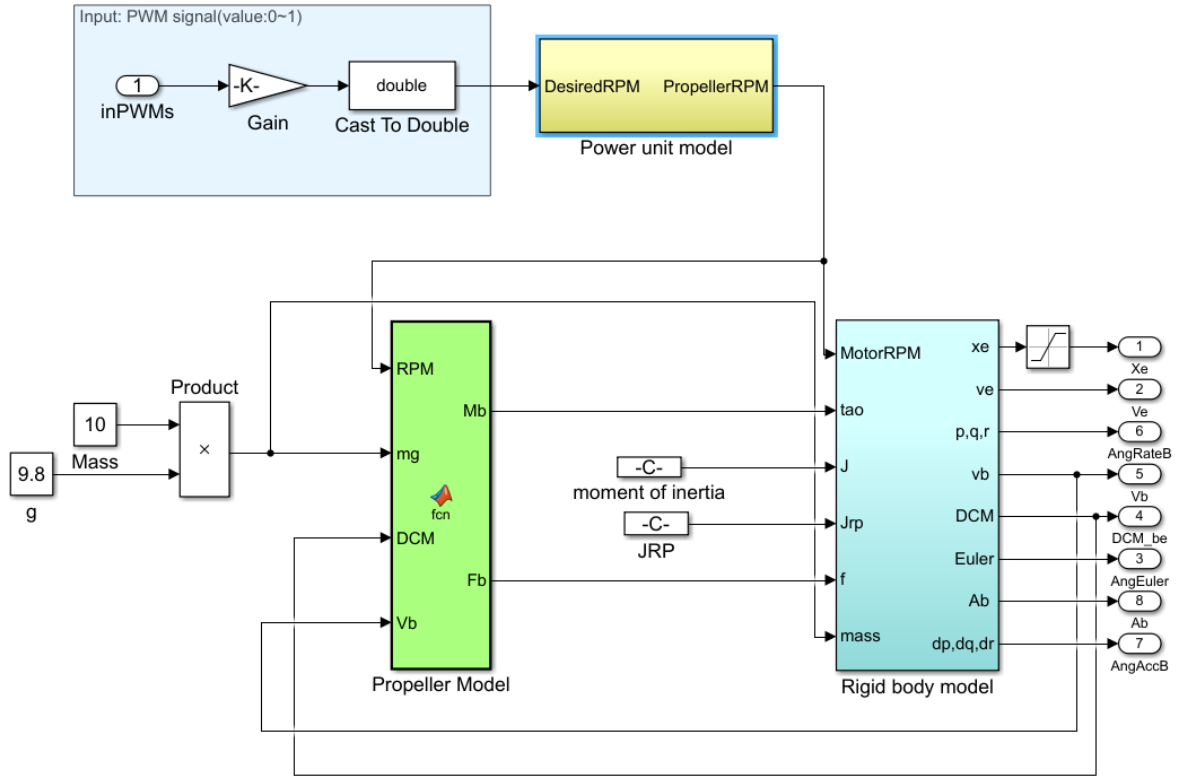 Input: PWM signal(value:0~1)
1
inPWMs
-K-
Gain
double
Cast To Double
DesiredRPM
PropellerRPM
Power unit model
Product
×
10
Mass
9.8
g
RPM
mg
DCM
Vb
Mb
Fb
fcn
Propeller Model
-C-
moment of inertia
-C-
JRP
MotorRPM
tao
J
Jrp
f
mass
xe
ve
p,q,r
vb
DCM
Euler
Ab
dp,dq,dr
Rigid body model
1
Xe
2
Ve
6
AngRateB
5
Vb
4
DCM_be
3
AngEuler
8
Ab
7
AngAccB